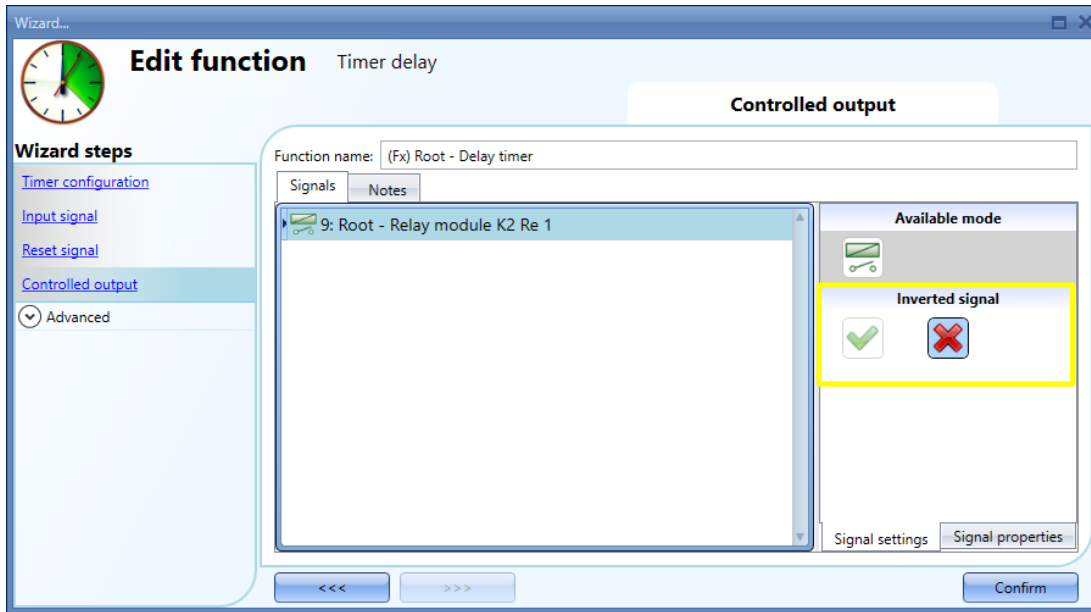 Wizard...
Edit function Timer delay
Controlled output
Wizard steps
Timer configuration
Input signal
Reset signal
Controlled output
Advanced
Function name: (Fx) Root - Delay timer
Signals Notes
9: Root - Relay module K2 Re 1
Available mode
Inverted signal
Signal settings Signal properties
<<< >>> Confirm